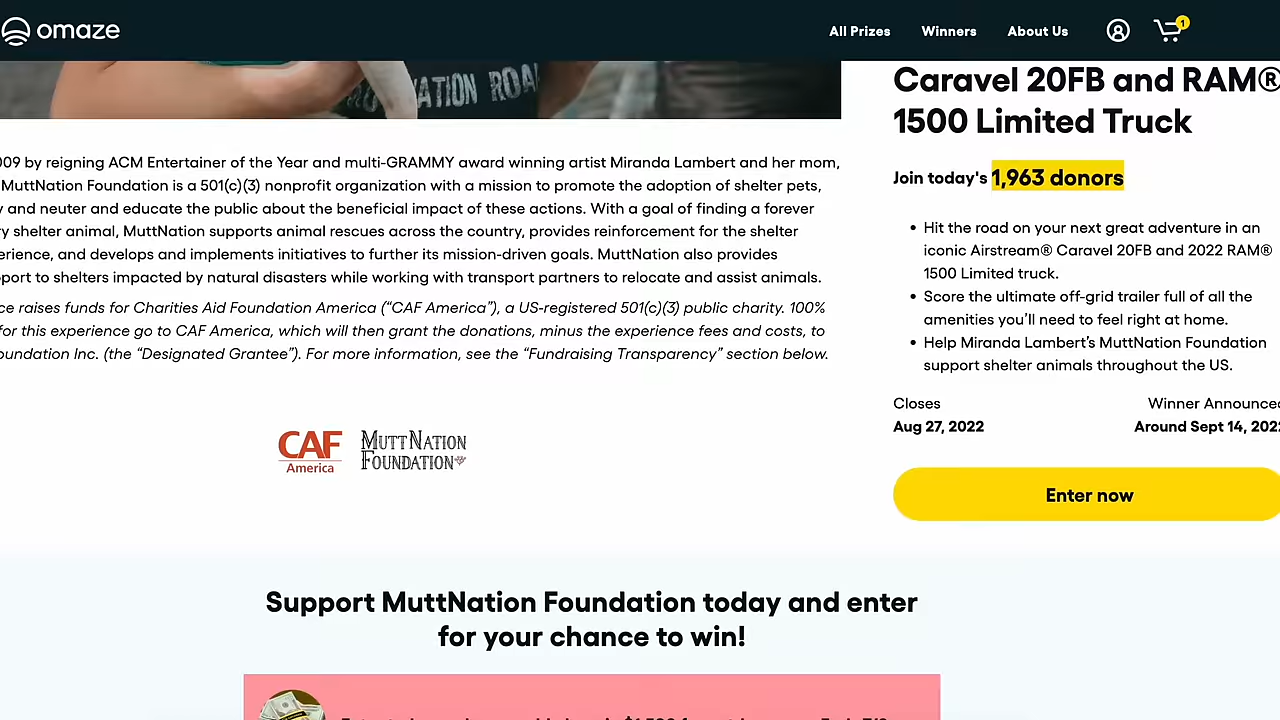 omaze
All Prizes Winners About Us 1
ATION ROA
Caravel 20FB and RAM®
1500 Limited Truck
Join today's 1,963 donors
009 by reigning ACM Entertainer of the Year and multi-GRAMMY award winning artist Miranda Lambert and her mom,
MuttNation Foundation is a 501(c)(3) nonprofit organization with a mission to promote the adoption of shelter pets,
y and neuter and educate the public about the beneficial impact of these actions. With a goal of finding a forever
ry shelter animal, MuttNation supports animal rescues across the country, provides reinforcement for the shelter
erience, and develops and implements initiatives to further its mission-driven goals. MuttNation also provides
port to shelters impacted by natural disasters while working with transport partners to relocate and assist animals.
ce raises funds for Charities Aid Foundation America (“CAF America”), a US-registered 501(c)(3) public charity. 100%
for this experience go to CAF America, which will then grant the donations, minus the experience fees and costs, to
oundation Inc. (the “Designated Grantee”). For more information, see the “Fundraising Transparency” section below.
• Hit the road on your next great adventure in an
iconic Airstream® Caravel 20FB and 2022 RAM®
1500 Limited truck.
• Score the ultimate off-grid trailer full of all the
amenities you’ll need to feel right at home.
• Help Miranda Lambert’s MuttNation Foundation
support shelter animals throughout the US.
Closes Winner Announced
Aug 27, 2022 Around Sept 14, 2022
CAF
America
MUTTNATION
FOUNDATION
Enter now
Support MuttNation Foundation today and enter
for your chance to win!